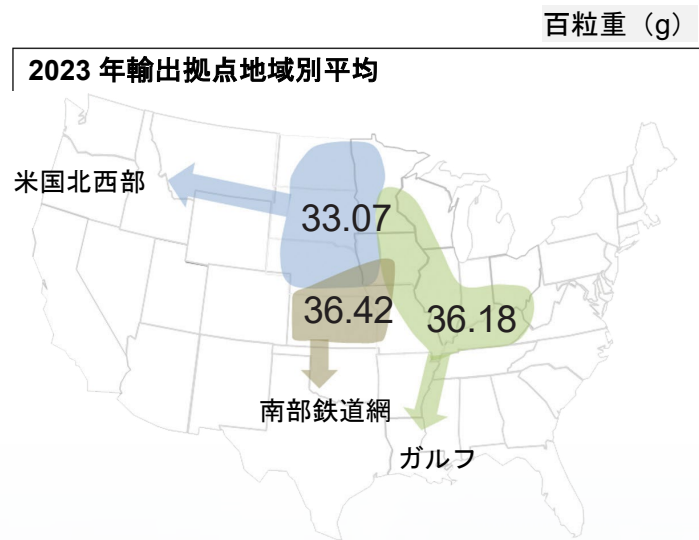 百粒重（g）
2023 年輸出拠点地域別平均
米国北西部
33.07
36.42
36.18
南部鉄道網
ガルフ